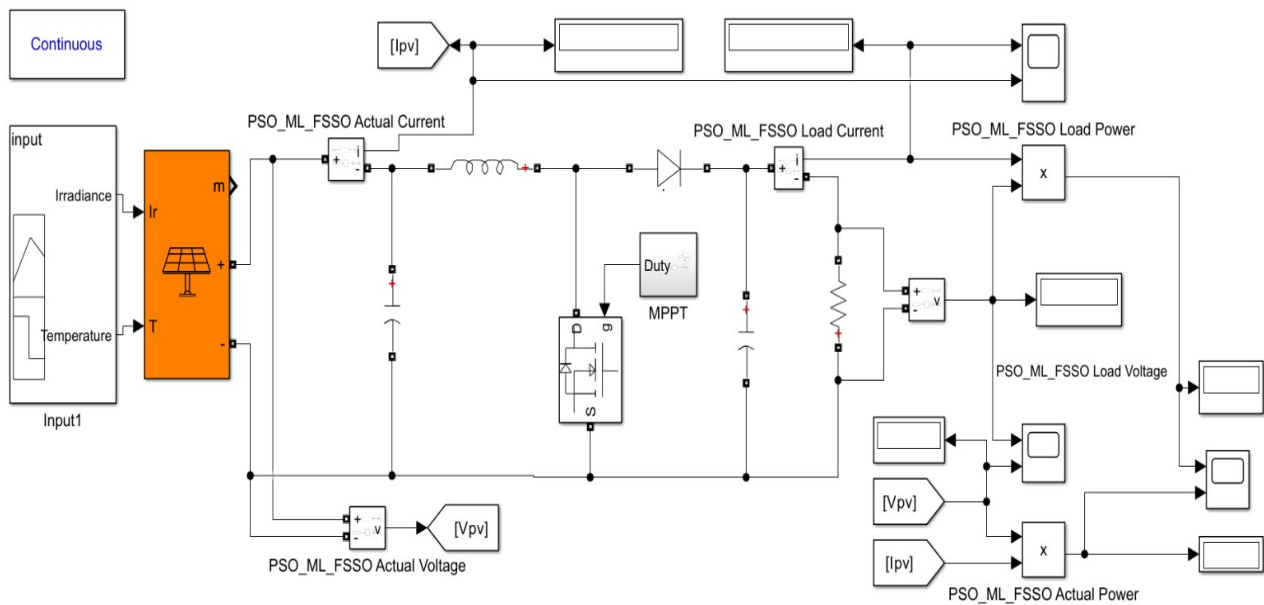 Continuous
[Ipv]
PSO_ML_FSSO Actual Current
PSO_ML_FSSO Load Current
PSO_ML_FSSO Load Power
input
Irradiance
Temperature
Input1
m
Ir
+
T
-
i
+
-
+
i
+
-
x
Duty
MPPT
D
g
S
+
+
+
+
-
v
PSO_ML_FSSO Load Voltage
[Vpv]
[Ipv]
x
PSO_ML_FSSO Actual Power
+
-
v
[Vpv]
PSO_ML_FSSO Actual Voltage